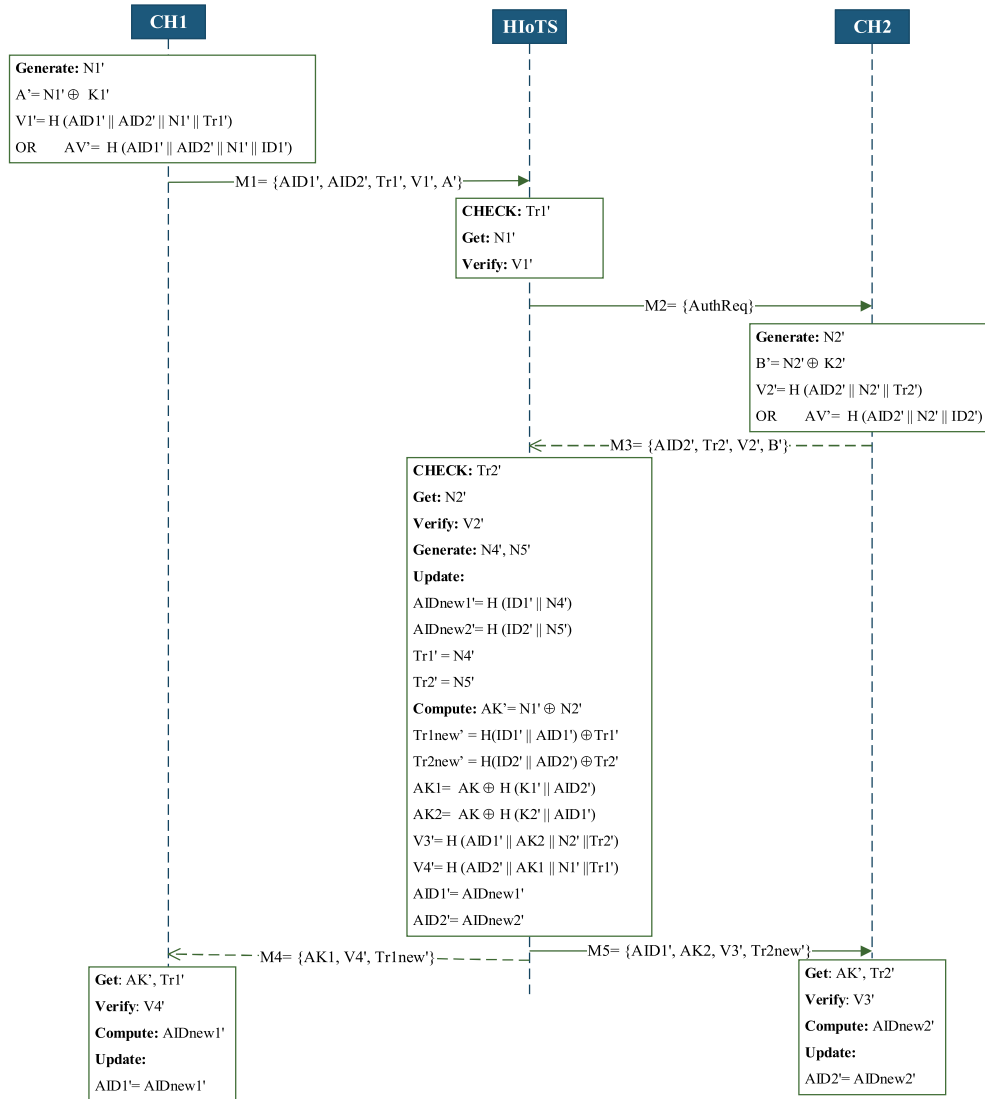 CH1
HIoTS
CH2
Generate: N1'
A’= N1' ⊕ K1'
V1'= H (AID1' || AID2' || N1' || Tr1')
OR AV’= H (AID1' || AID2' || N1' || ID1')
M1= {AID1', AID2', Tr1', V1', A'}
CHECK: Tr1'
Get: N1'
Verify: V1'
M2= {AuthReq}
Generate: N2'
B’= N2' ⊕ K2'
V2'= H (AID2' || N2' || Tr2')
OR AV’= H (AID2' || N2' || ID2')
M3= {AID2', Tr2', V2', B'}
CHECK: Tr2'
Get: N2'
Verify: V2'
Generate: N4', N5'
Update:
AIDnew1'= H (ID1' || N4')
AIDnew2'= H (ID2' || N5')
Tr1' = N4'
Tr2' = N5'
Compute: AK’= N1' ⊕ N2'
Tr1new’ = H(ID1' || AID1') ⊕Tr1'
Tr2new’ = H(ID2' || AID2') ⊕Tr2'
AK1= AK ⊕ H (K1' || AID2')
AK2= AK ⊕ H (K2' || AID1')
V3'= H (AID1' || AK2 || N2' ||Tr2')
V4'= H (AID2' || AK1 || N1' ||Tr1')
AID1'= AIDnew1'
AID2'= AIDnew2'
M4= {AK1, V4', Tr1new'}
M5= {AID1', AK2, V3', Tr2new'}
Get: AK’, Tr1'
Verify: V4'
Compute: AIDnew1'
Update:
AID1'= AIDnew1'
Get: AK’, Tr2'
Verify: V3'
Compute: AIDnew2'
Update:
AID2'= AIDnew2'